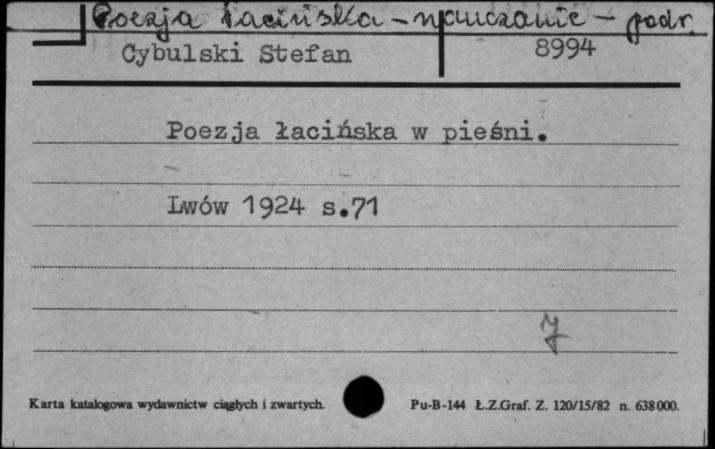 Poezja łacińska - nauczanie - podr.
Cybulski Stefan 8994
Poezja łacińska w pieśni.
Lwów 1924 s.71
Karta katalogowa wydawnictw ciągłych i zwartych. Pu-B-144 Ł.Z.Graf. Z. 120/15/82 n. 638000.